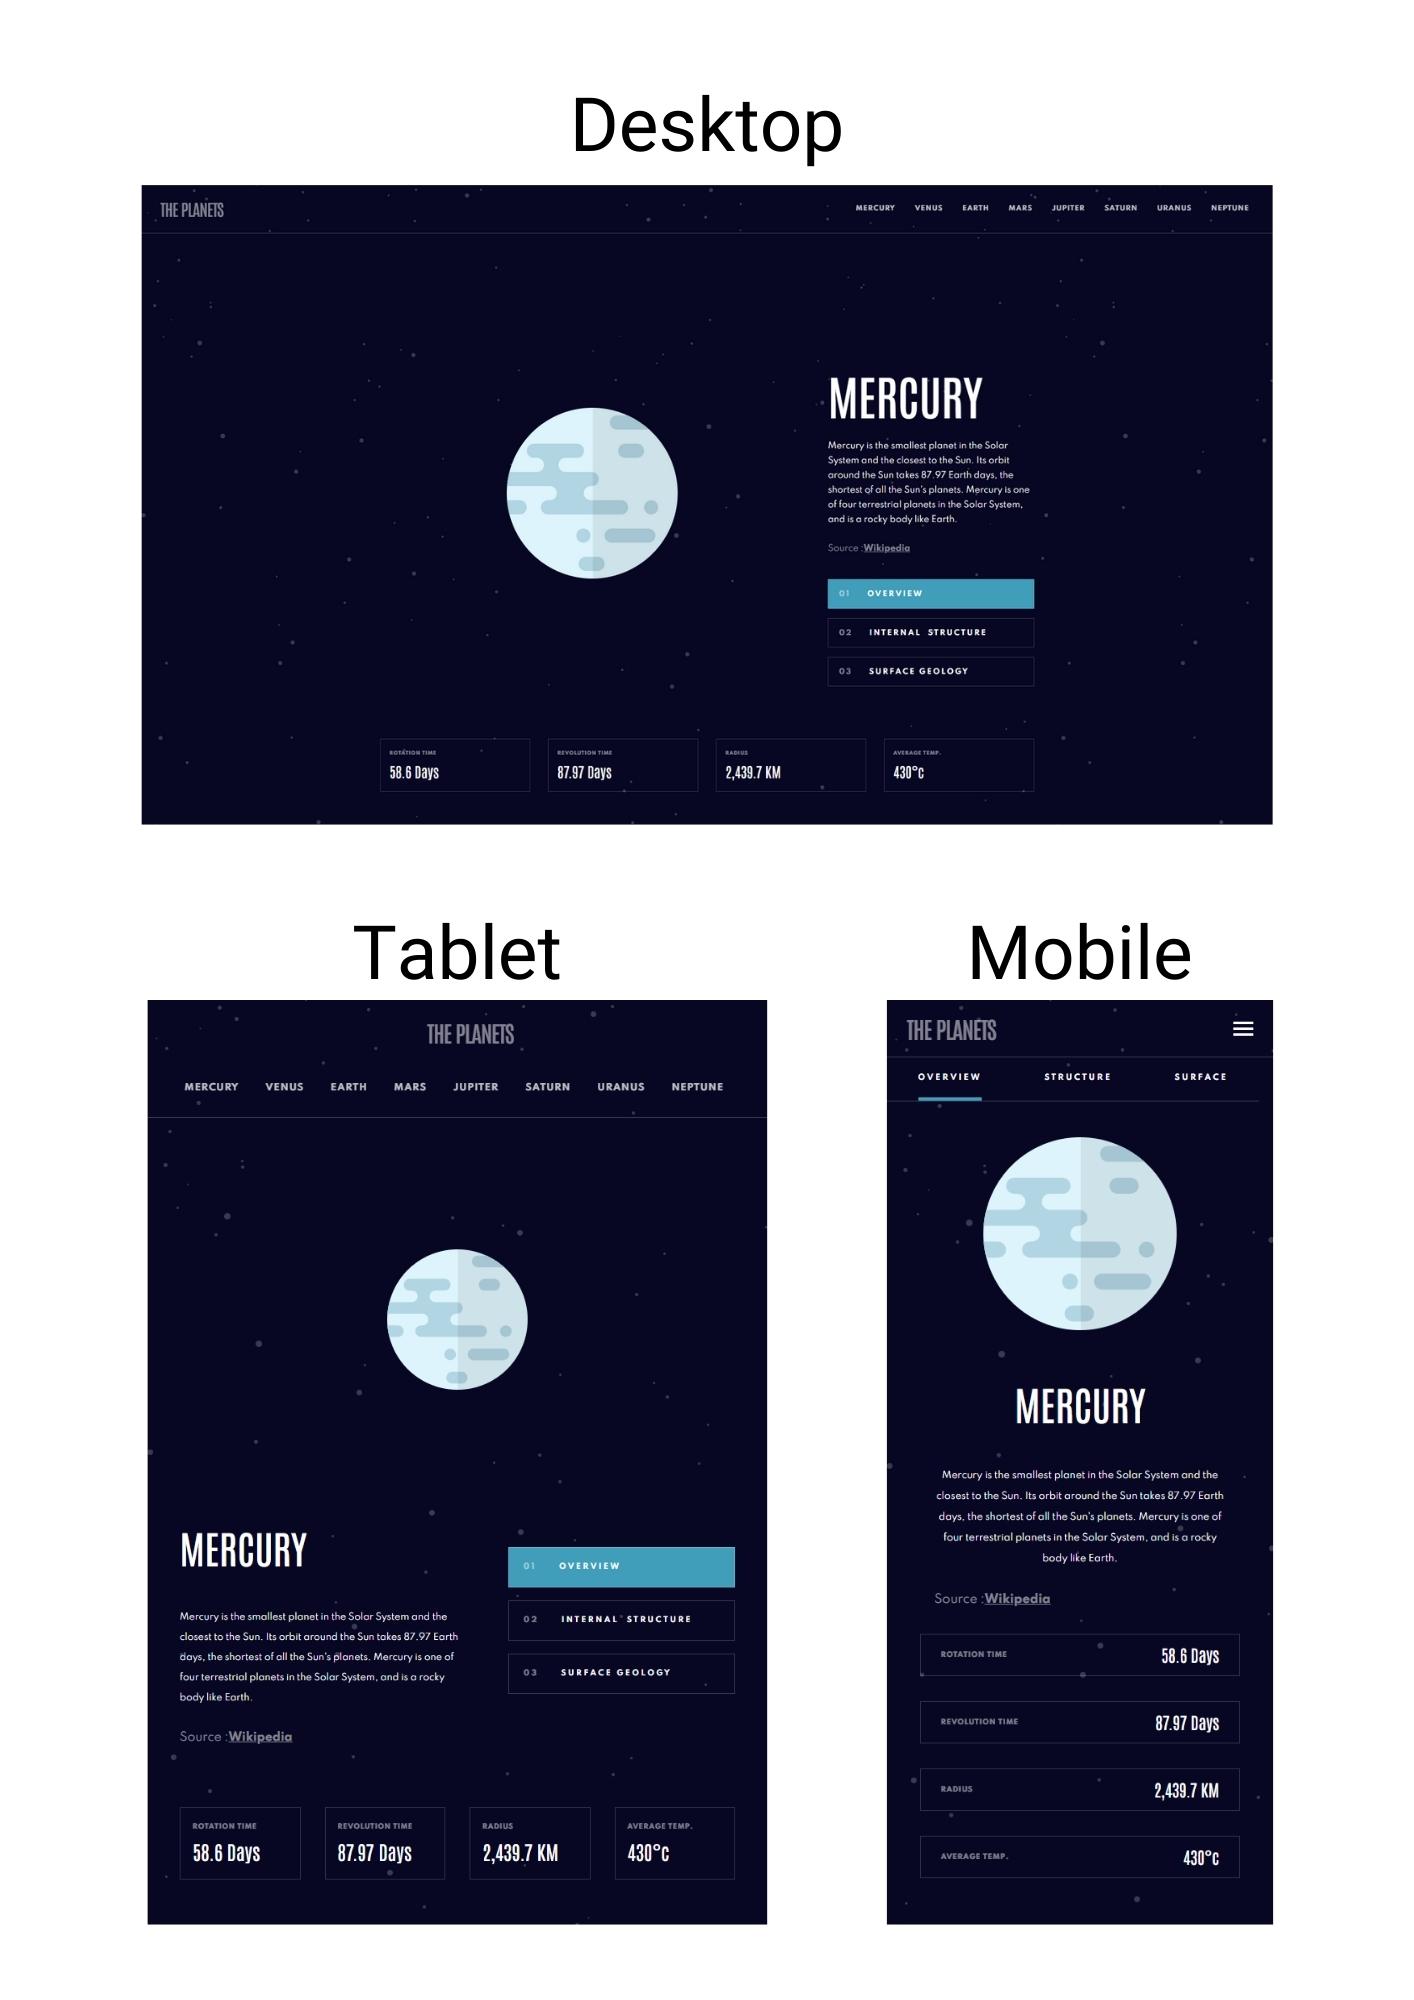 Desktop
THE PLANETS
MERCURY VENUS EARTH MARS JUPITER SATURN URANUS NEPTUNE
MERCURY
Mercury is the smallest planet in the Solar
System and the closest to the Sun. Its orbit
around the Sun takes 87.97 Earth days, the
shortest of all the Sun's planets. Mercury is one
of four terrestrial planets in the Solar System,
and is a rocky body like Earth.
Source :Wikipedia
01 OVERVIEW
02 INTERNAL STRUCTURE
03 SURFACE GEOLOGY
ROTATION TIME
58.6 Days
REVOLUTION TIME
87.97 Days
RADIUS
2,439.7 KM
AVERAGE TEMP.
430°c
Tablet
THE PLANETS
MERCURY VENUS EARTH MARS JUPITER SATURN URANUS NEPTUNE
MERCURY
Mercury is the smallest planet in the Solar System and the
closest to the Sun. Its orbit around the Sun takes 87.97 Earth
days, the shortest of all the Sun's planets. Mercury is one of
four terrestrial planets in the Solar System, and is a rocky
body like Earth.
Source :Wikipedia
01 OVERVIEW
02 INTERNAL STRUCTURE
03 SURFACE GEOLOGY
ROTATION TIME
58.6 Days
REVOLUTION TIME
87.97 Days
RADIUS
2,439.7 KM
AVERAGE TEMP.
430°c
Mobile
THE PLANETS
OVERVIEW STRUCTURE SURFACE
MERCURY
Mercury is the smallest planet in the Solar System and the
closest to the Sun. Its orbit around the Sun takes 87.97 Earth
days, the shortest of all the Sun's planets. Mercury is one of
four terrestrial planets in the Solar System, and is a rocky
body like Earth.
Source :Wikipedia
ROTATION TIME 58.6 Days
REVOLUTION TIME 87.97 Days
RADIUS 2,439.7 KM
AVERAGE TEMP. 430°c